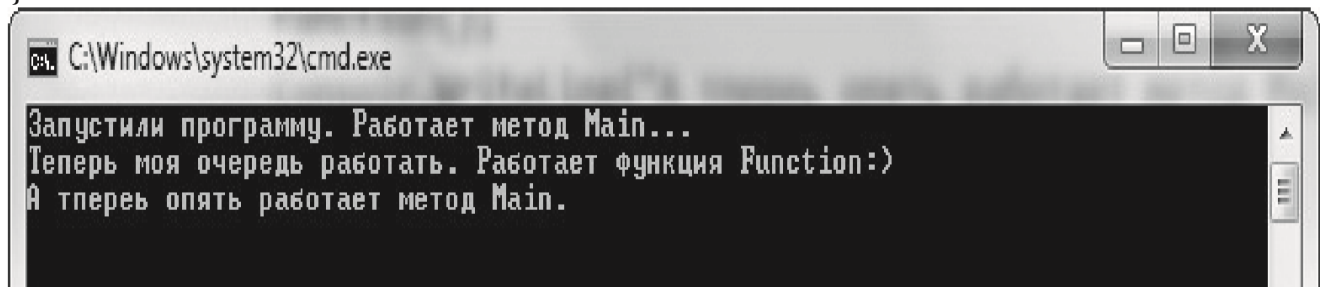 C:\Windows\system32\cmd.exe
Запустили программу. Работает метод Main...
Теперь моя очередь работать. Работает функция Function:)
А тпереь опять работает метод Main.